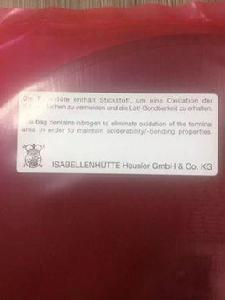 Die enthält Stickstoff, um eine Oxidation der
zu vermeiden und die Löt-/Bondbarkeit zu erhalten.
bag contains nitrogen to eliminate oxidation of the terminal
area in order to maintain solderability/-bonding properties.
ISABELLENHÜTTE Heusler GmbH & Co. KG